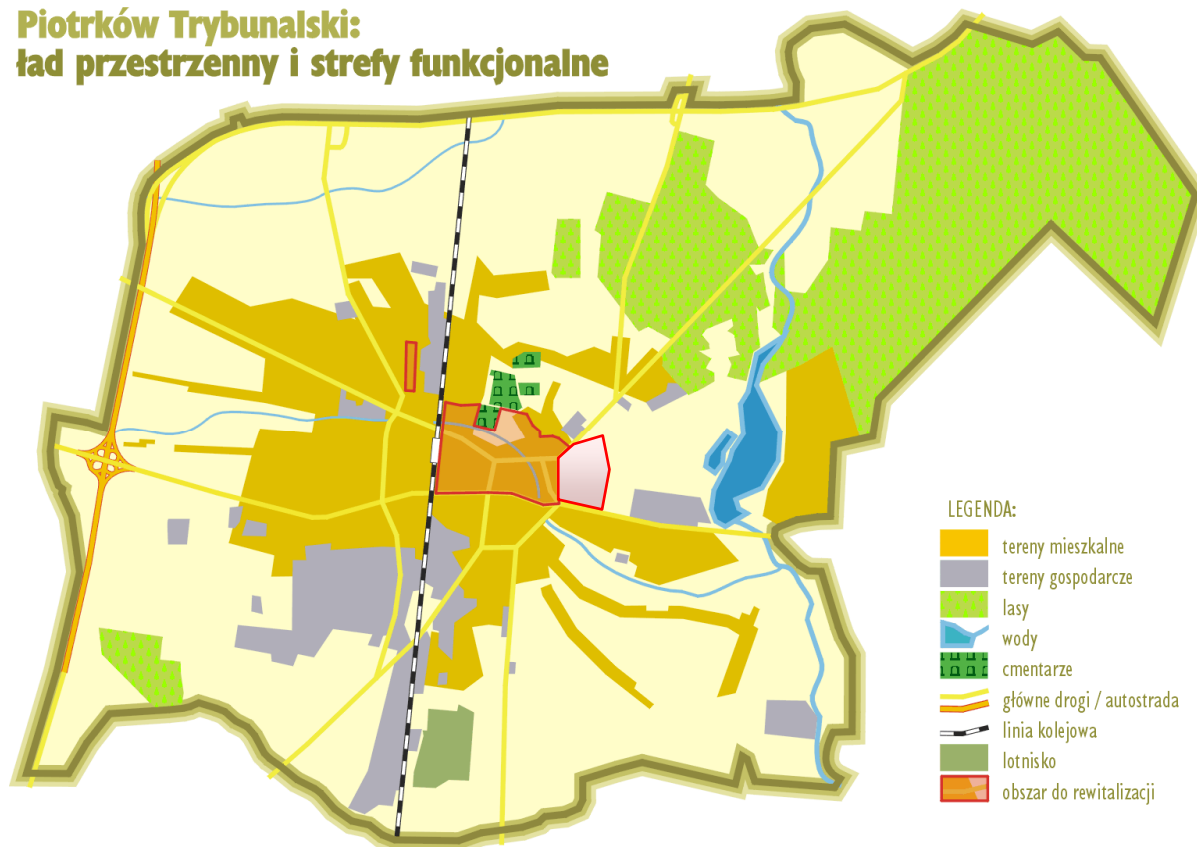 Piotrków Trybunalski:
ład przestrzenny i strefy funkcjonalne
LEGENDA:
tereny mieszkalne
tereny gospodarcze
lasy
wody
cmentarze
główne drogi / autostrada
linia kolejowa
lotnisko
obszar do rewitalizacji